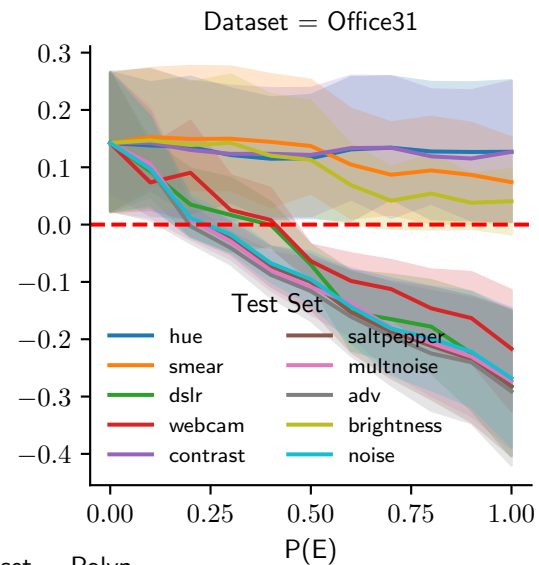 Dataset = Office31
0.3
0.2
0.1
0.0
−0.1
−0.2
−0.3
−0.4
Test Set
hue
smear
dslr
webcam
contrast
saltpepper
multnoise
adv
brightness
noise
0.00 0.25 0.50 0.75 1.00
P(E)
set